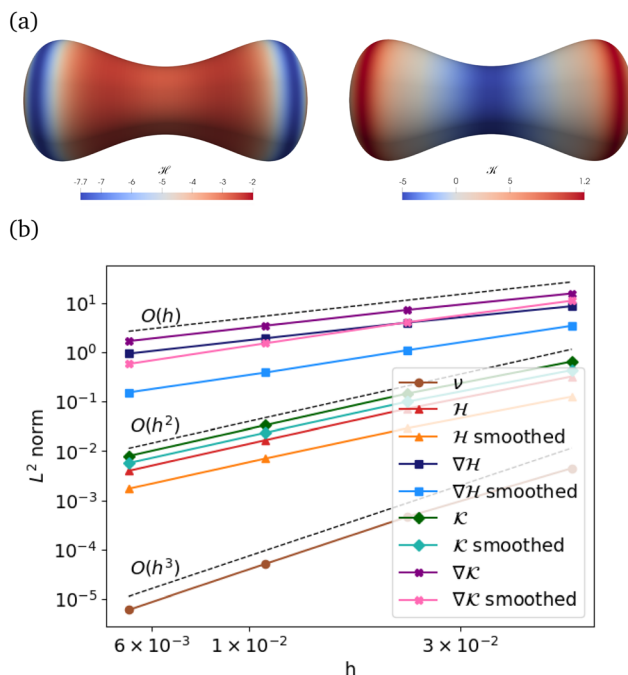 (a)
ℋ
-7.7 -7 -6 -5 -4 -3 -2
𝒦
-5 0 5 1.2
(b)
10¹
10⁰
10⁻¹
10⁻²
10⁻³
10⁻⁴
10⁻⁵
L² norm
O(h)
O(h²)
O(h³)
ν
ℋ
ℋ smoothed
∇ℋ
∇ℋ smoothed
𝒦
𝒦 smoothed
∇𝒦
∇𝒦 smoothed
6 × 10⁻³ 1 × 10⁻² 3 × 10⁻²
h